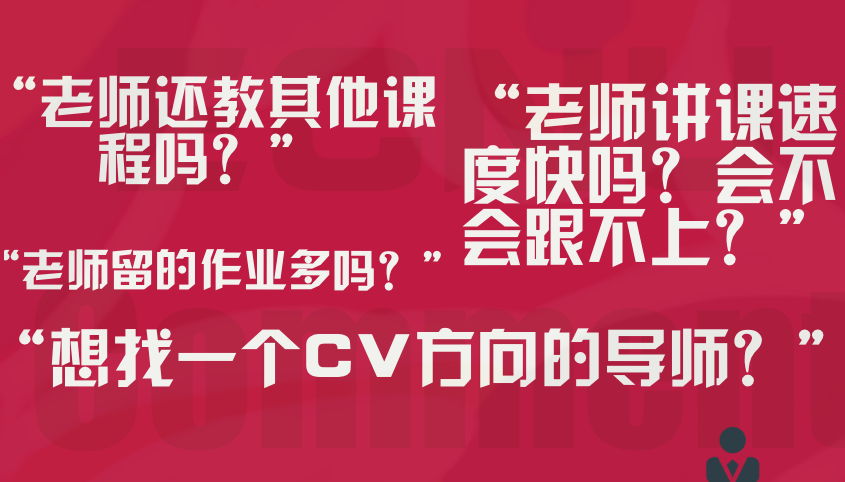 ECNU
“老师还教其他课
程吗？”
“老师讲课速
度快吗？会不
会跟不上？”
“老师留的作业多吗？”
Comment
“想找一个CV方向的导师？”